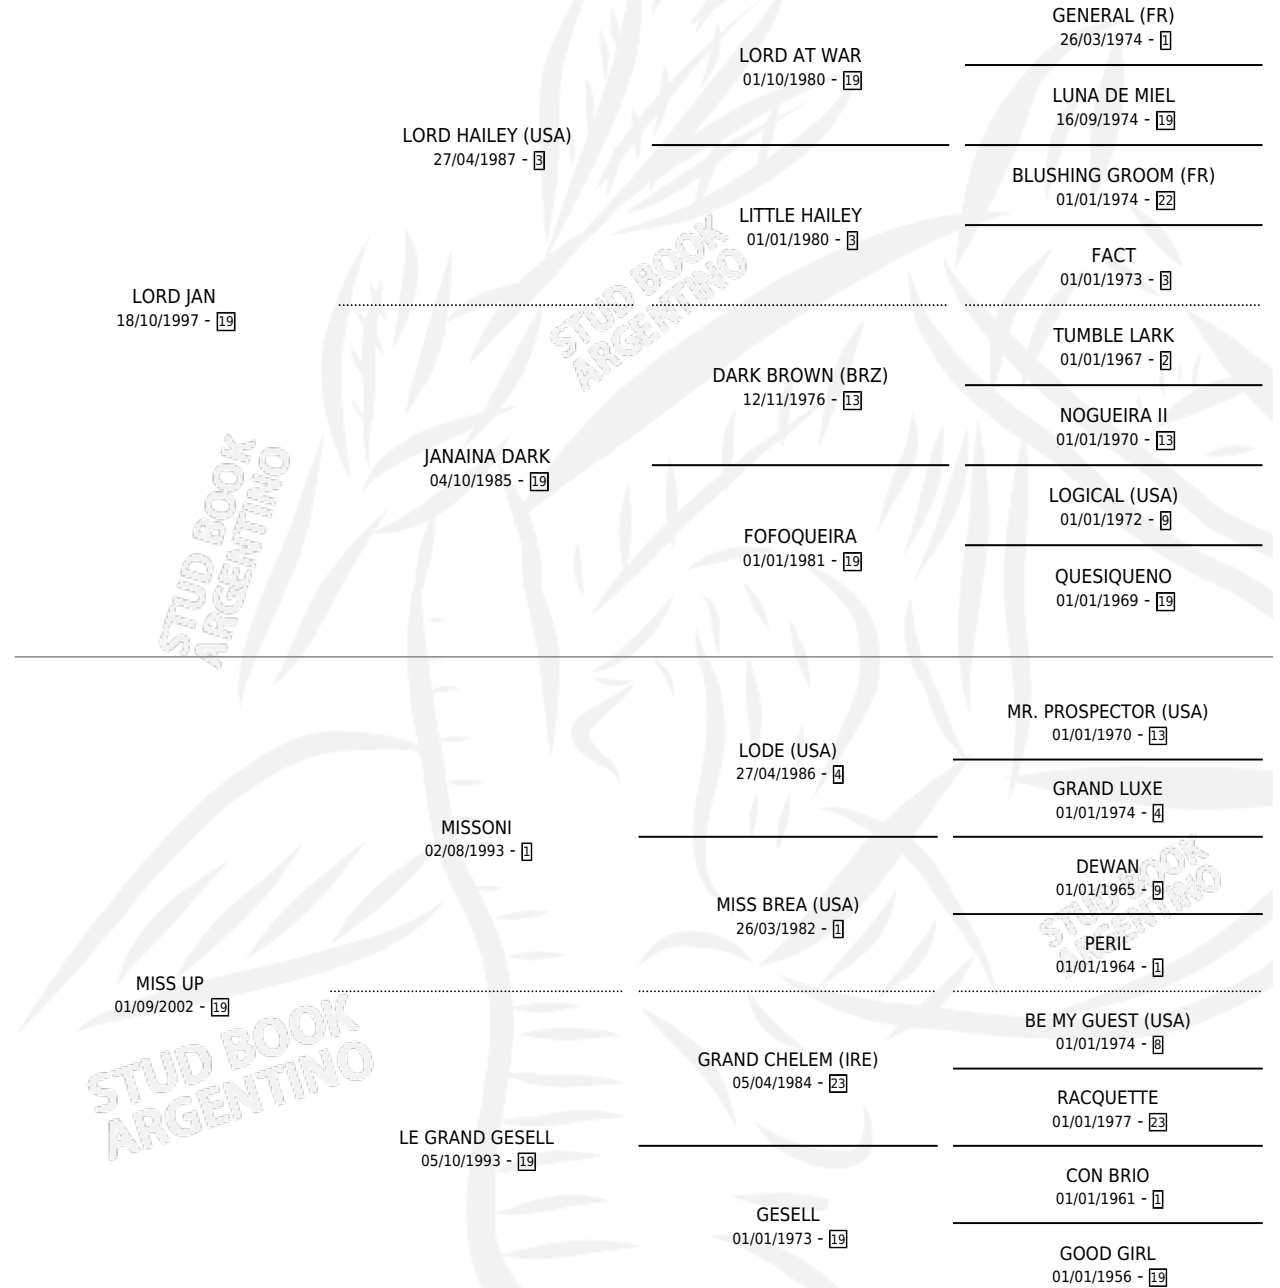 GENERAL (FR)
26/03/1974 - 1
LORD AT WAR
01/10/1980 - 19
LUNA DE MIEL
16/09/1974 - 19
LORD HAILEY (USA)
27/04/1987 - 3
BLUSHING GROOM (FR)
01/01/1974 - 22
LITTLE HAILEY
01/01/1980 - 3
FACT
01/01/1973 - 3
LORD JAN
18/10/1997 - 19
STUD BOOK
ARGENTINO
TUMBLE LARK
01/01/1967 - 2
DARK BROWN (BRZ)
12/11/1976 - 13
NOGUEIRA II
01/01/1970 - 13
JANAINA DARK
04/10/1985 - 19
STUD BOOK
ARGENTINO
LOGICAL (USA)
01/01/1972 - 9
FOFOQUEIRA
01/01/1981 - 19
QUESIQUENO
01/01/1969 - 19
MR. PROSPECTOR (USA)
01/01/1970 - 13
LODE (USA)
27/04/1986 - 4
GRAND LUXE
01/01/1974 - 4
MISSONI
02/08/1993 - 1
DEWAN
01/01/1965 - 9
STUD BOOK
ARGENTINO
MISS BREA (USA)
26/03/1982 - 1
PERIL
01/01/1964 - 1
MISS UP
01/09/2002 - 19
STUD BOOK
ARGENTINO
BE MY GUEST (USA)
01/01/1974 - 8
GRAND CHELEM (IRE)
05/04/1984 - 23
RACQUETTE
01/01/1977 - 23
LE GRAND GESELL
05/10/1993 - 19
CON BRIO
01/01/1961 - 1
GESELL
01/01/1973 - 19
GOOD GIRL
01/01/1956 - 19